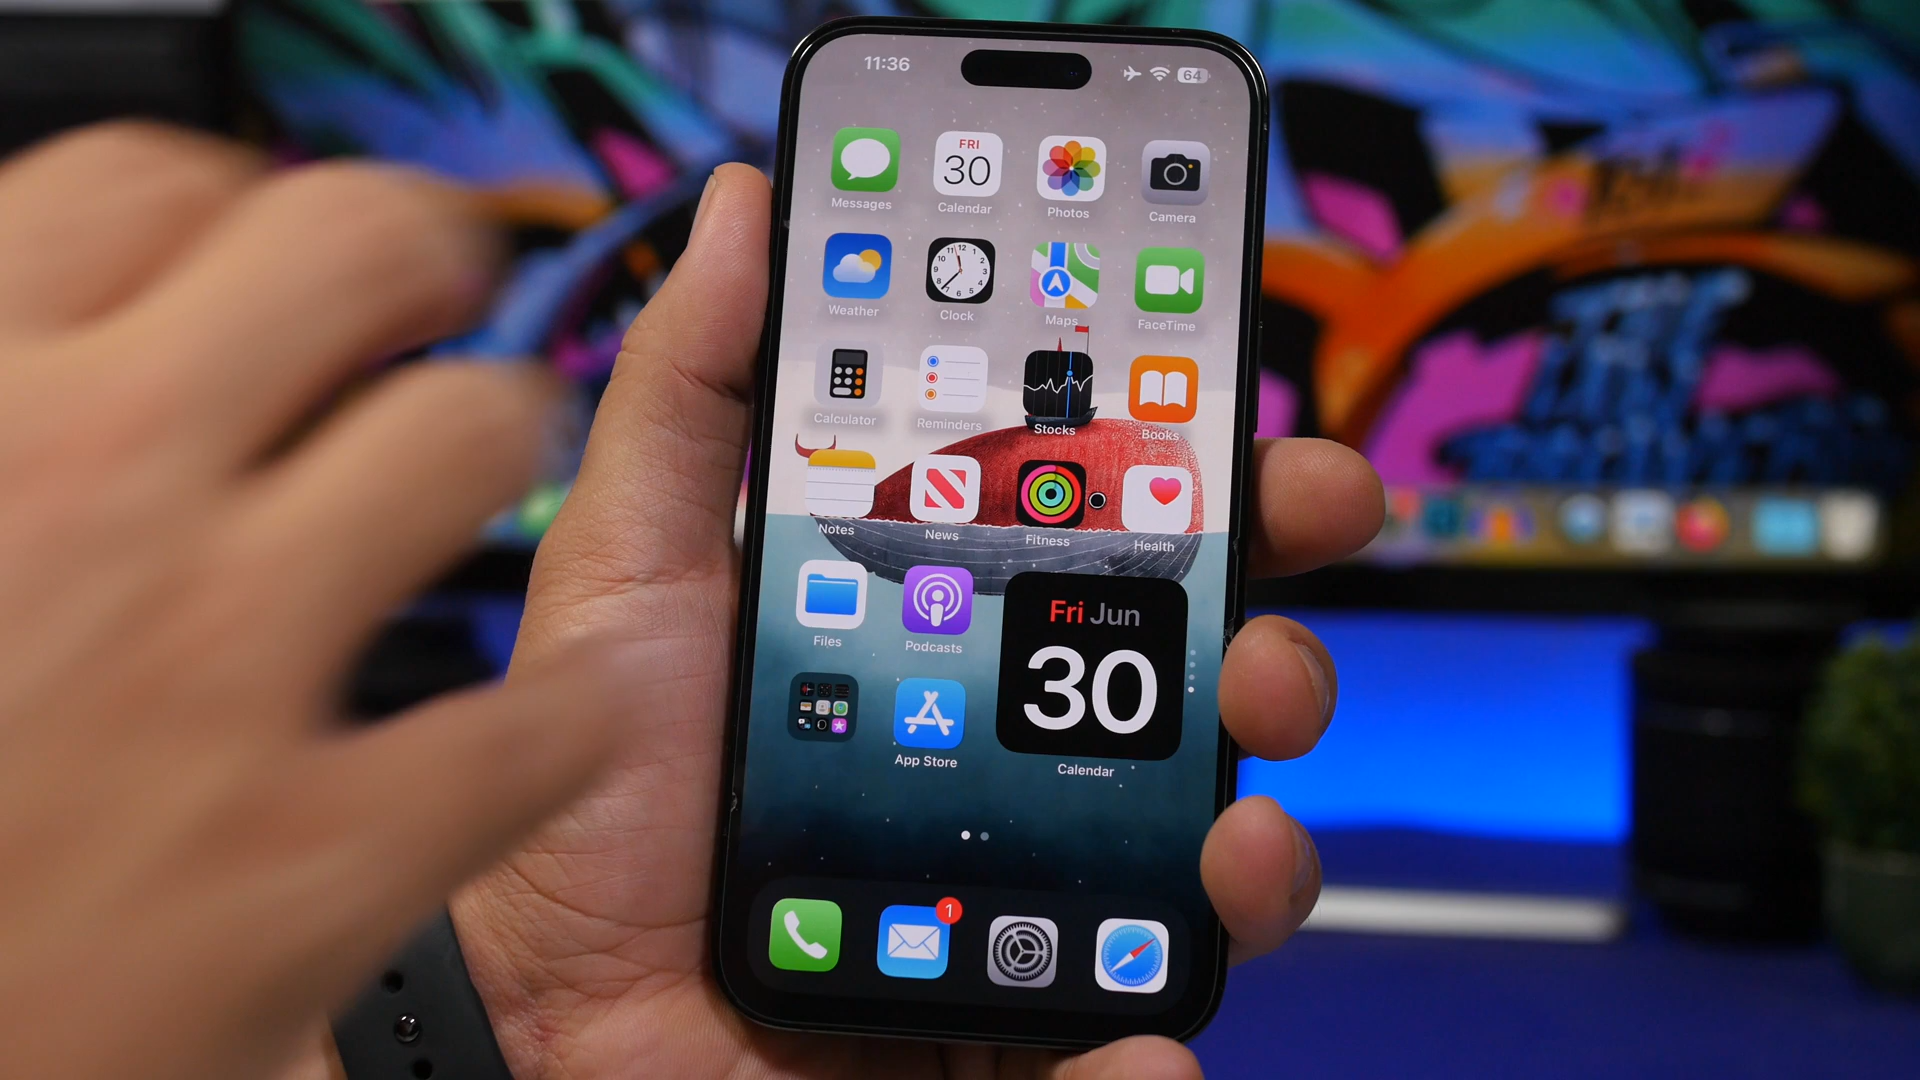 11:36
64
FRI
30
Messages
Calendar
Photos
Camera
Weather
Clock
Maps
FaceTime
Calculator
Reminders
Stocks
Books
Notes
News
Fitness
Health
Fri Jun
30
Files
Podcasts
App Store
Calendar
1